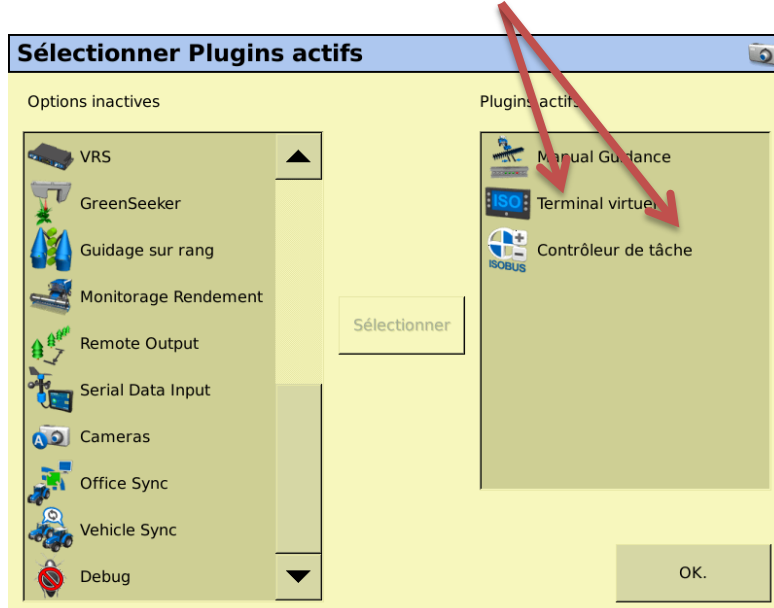 Sélectionner Plugins actifs
Options inactives
Plugins actifs
VRS
GreenSeeker
Guidage sur rang
Monitorage Rendement
Remote Output
Serial Data Input
Cameras
Office Sync
Vehicle Sync
Debug
Sélectionner
Manual Guidance
ISO
Terminal virtuel
ISOBUS
Contrôleur de tâche
OK.